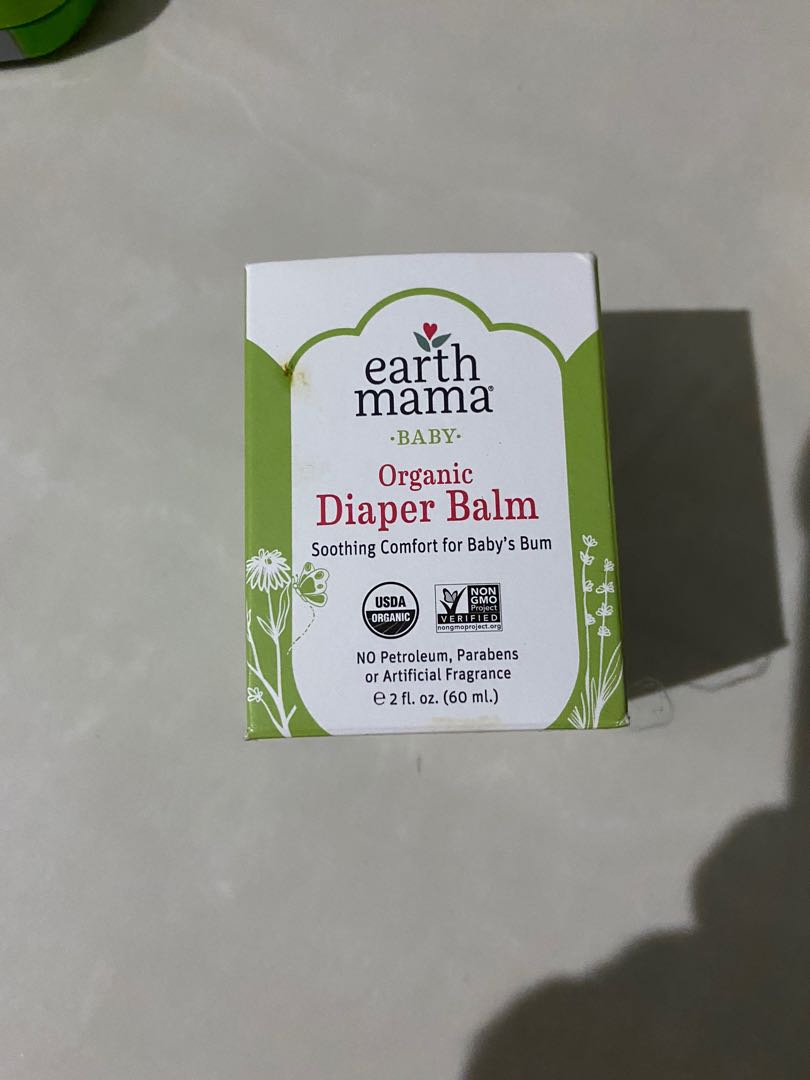 earth
mama®
·BABY·
Organic
Diaper Balm
Soothing Comfort for Baby's Bum
USDA
ORGANIC
NON
GMO
Project
VERIFIED
nongmoproject.org
NO Petroleum, Parabens
or Artificial Fragrance
℮ 2 fl. oz. (60 ml.)